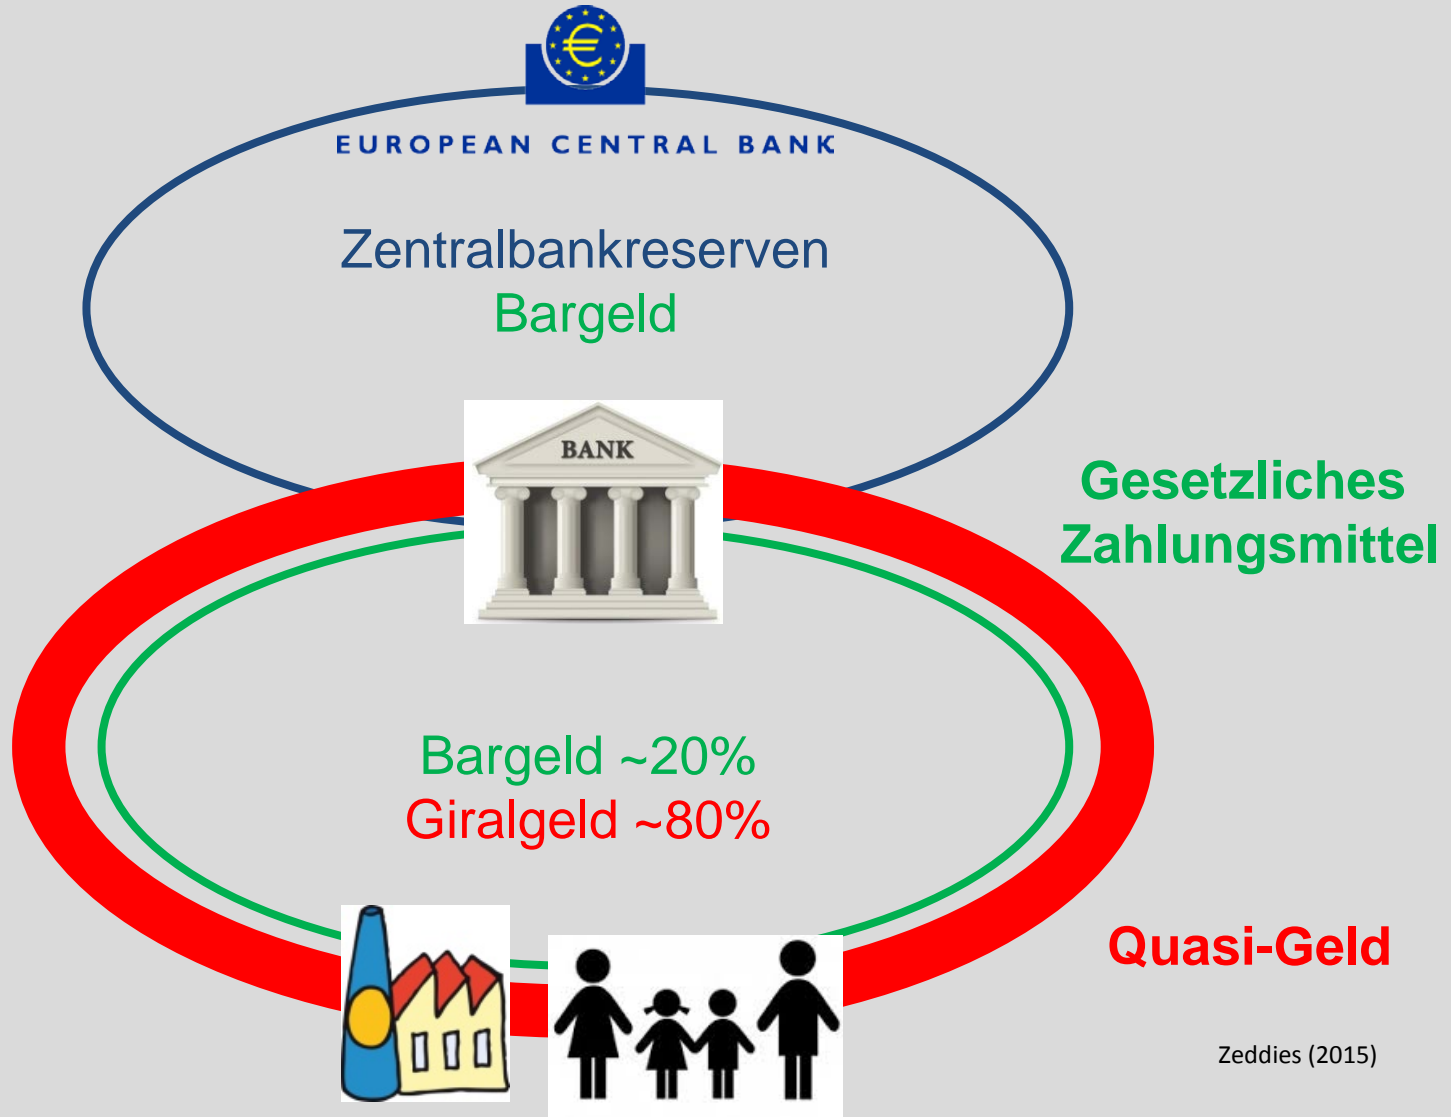 EUROPEAN CENTRAL BANK
Zentralbankreserven
Bargeld
BANK
Gesetzliches
Zahlungsmittel
Bargeld ~20%
Giralgeld ~80%
Quasi-Geld
Zeddies (2015)